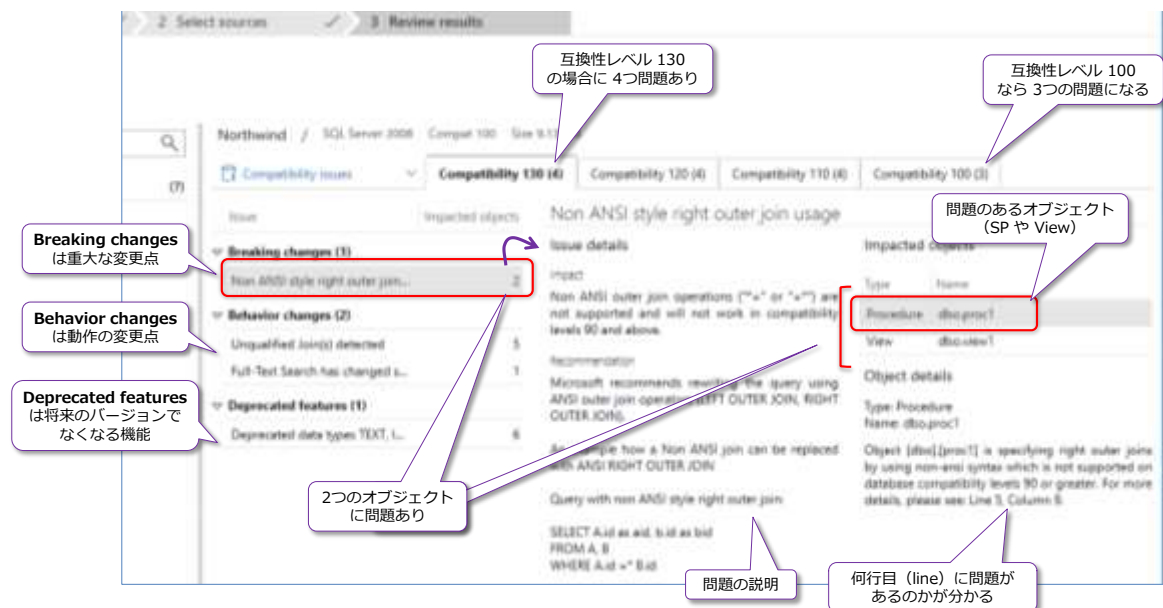 2 Select sources
3 Review results
互換性レベル 130
の場合に 4つ問題あり
互換性レベル 100
なら 3つの問題になる
Northwind / SQL Server 2008 Compat 100 Size
(7)
Compatibility issues
Compatibility 130 (4)
Compatibility 120 (4)
Compatibility 110 (4)
Compatibility 100 (3)
Issue
Impacted objects
Breaking changes
は重大な変更点
Breaking changes (1)
Non ANSI style right outer join... 2
Behavior changes
は動作の変更点
Behavior changes (2)
Unqualified Join(s) detected 5
Full-Text Search has changed s... 1
Deprecated features
は将来のバージョンで
なくなる機能
Deprecated features (1)
Deprecated data types TEXT, I... 6
2つのオブジェクト
に問題あり
Non ANSI style right outer join usage
Issue details
Impact
Non ANSI outer join operations ("*=" or "=*") are
not supported and will not work in compatibility
levels 90 and above.
Recommendation
Microsoft recommends rewriting the query using
ANSI outer join operators (LEFT OUTER JOIN, RIGHT
OUTER JOIN).
An example how a Non ANSI join can be replaced
with ANSI RIGHT OUTER JOIN
Query with non ANSI style right outer join:
SELECT A.id as aid, b.id as bid
FROM A, B
WHERE A.id =* B.id
問題の説明
問題のあるオブジェクト
（SP や View）
Impacted objects
Type Name
Procedure dbo.proc1
View dbo.view1
Object details
Type: Procedure
Name: dbo.proc1
Object [dbo].[proc1] is specifying right outer joins
by using non-ansi syntax which is not supported on
database compatibility levels 90 or greater. For more
details, please see: Line 5, Column 9.
何行目（line）に問題が
あるのかが分かる